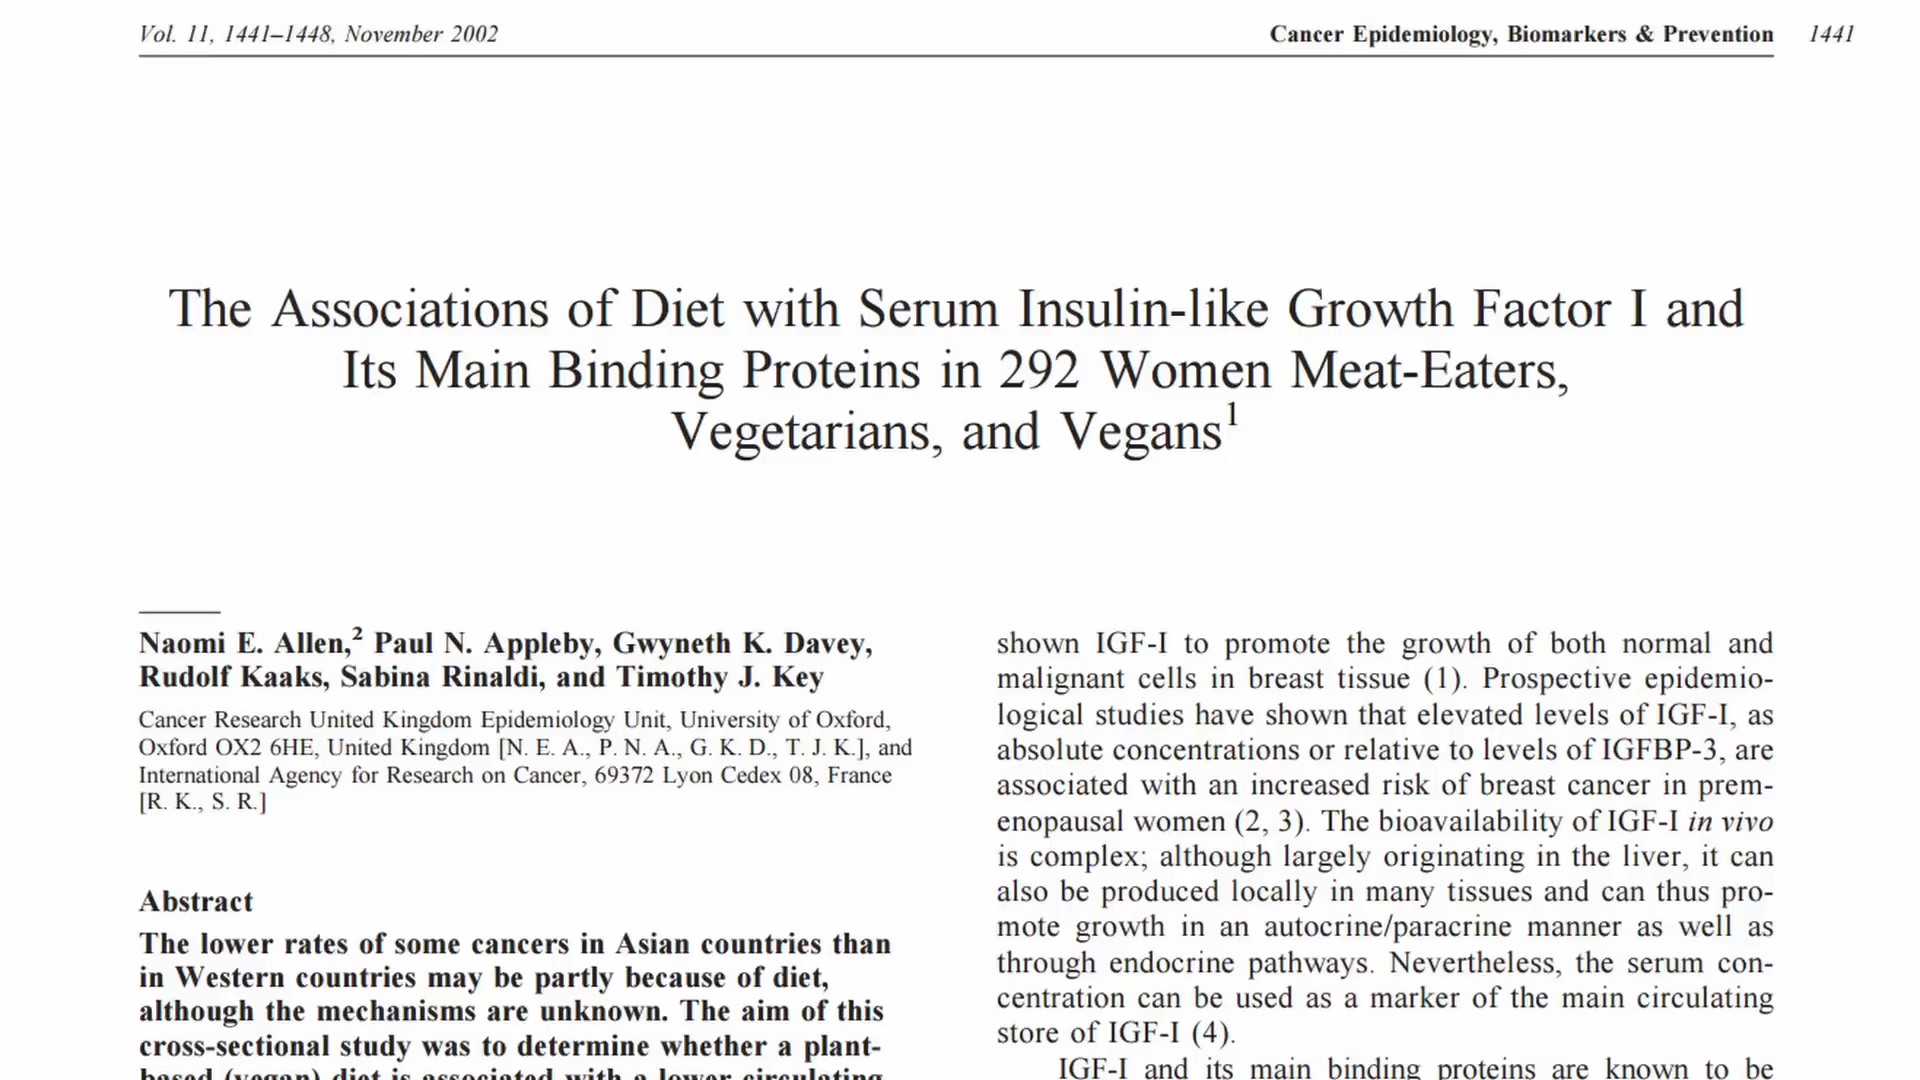 Vol. 11, 1441–1448, November 2002
Cancer Epidemiology, Biomarkers & Prevention 1441
The Associations of Diet with Serum Insulin-like Growth Factor I and
Its Main Binding Proteins in 292 Women Meat-Eaters,
Vegetarians, and Vegans1
Naomi E. Allen,2 Paul N. Appleby, Gwyneth K. Davey,
Rudolf Kaaks, Sabina Rinaldi, and Timothy J. Key
Cancer Research United Kingdom Epidemiology Unit, University of Oxford,
Oxford OX2 6HE, United Kingdom [N. E. A., P. N. A., G. K. D., T. J. K.], and
International Agency for Research on Cancer, 69372 Lyon Cedex 08, France
[R. K., S. R.]
Abstract
The lower rates of some cancers in Asian countries than
in Western countries may be partly because of diet,
although the mechanisms are unknown. The aim of this
cross-sectional study was to determine whether a plant-
based (vegan) diet is associated with a lower circulating
shown IGF-I to promote the growth of both normal and
malignant cells in breast tissue (1). Prospective epidemio-
logical studies have shown that elevated levels of IGF-I, as
absolute concentrations or relative to levels of IGFBP-3, are
associated with an increased risk of breast cancer in prem-
enopausal women (2, 3). The bioavailability of IGF-I in vivo
is complex; although largely originating in the liver, it can
also be produced locally in many tissues and can thus pro-
mote growth in an autocrine/paracrine manner as well as
through endocrine pathways. Nevertheless, the serum con-
centration can be used as a marker of the main circulating
store of IGF-I (4).
IGF-I and its main binding proteins are known to be